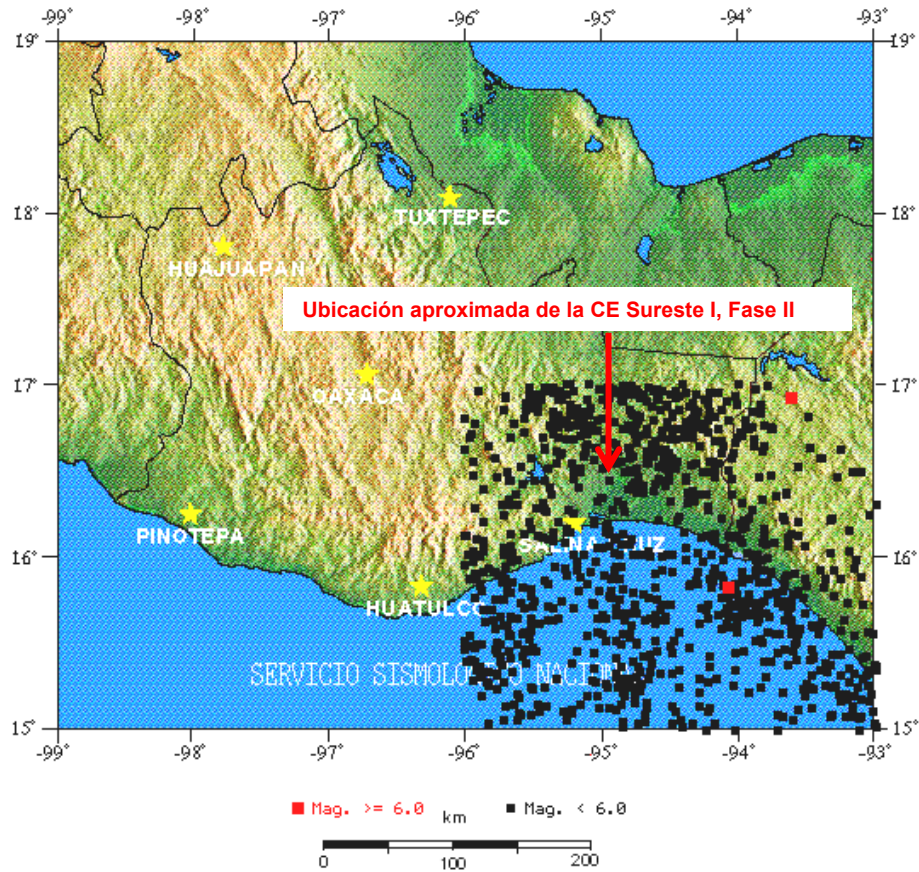 -99° -98° -97° -96° -95° -94° -93°
19° 19°
TUXTEPEC
18° 18°
HUAJUAPAN
Ubicación aproximada de la CE Sureste I, Fase II
17° 17°
OAXACA
PINOTEPA
16° 16°
HUATULCO
SERVICIO
15° 15°
-99° -98° -97° -96° -95° -94° -93°
Mag. >= 6.0 km Mag. < 6.0
0 100 200